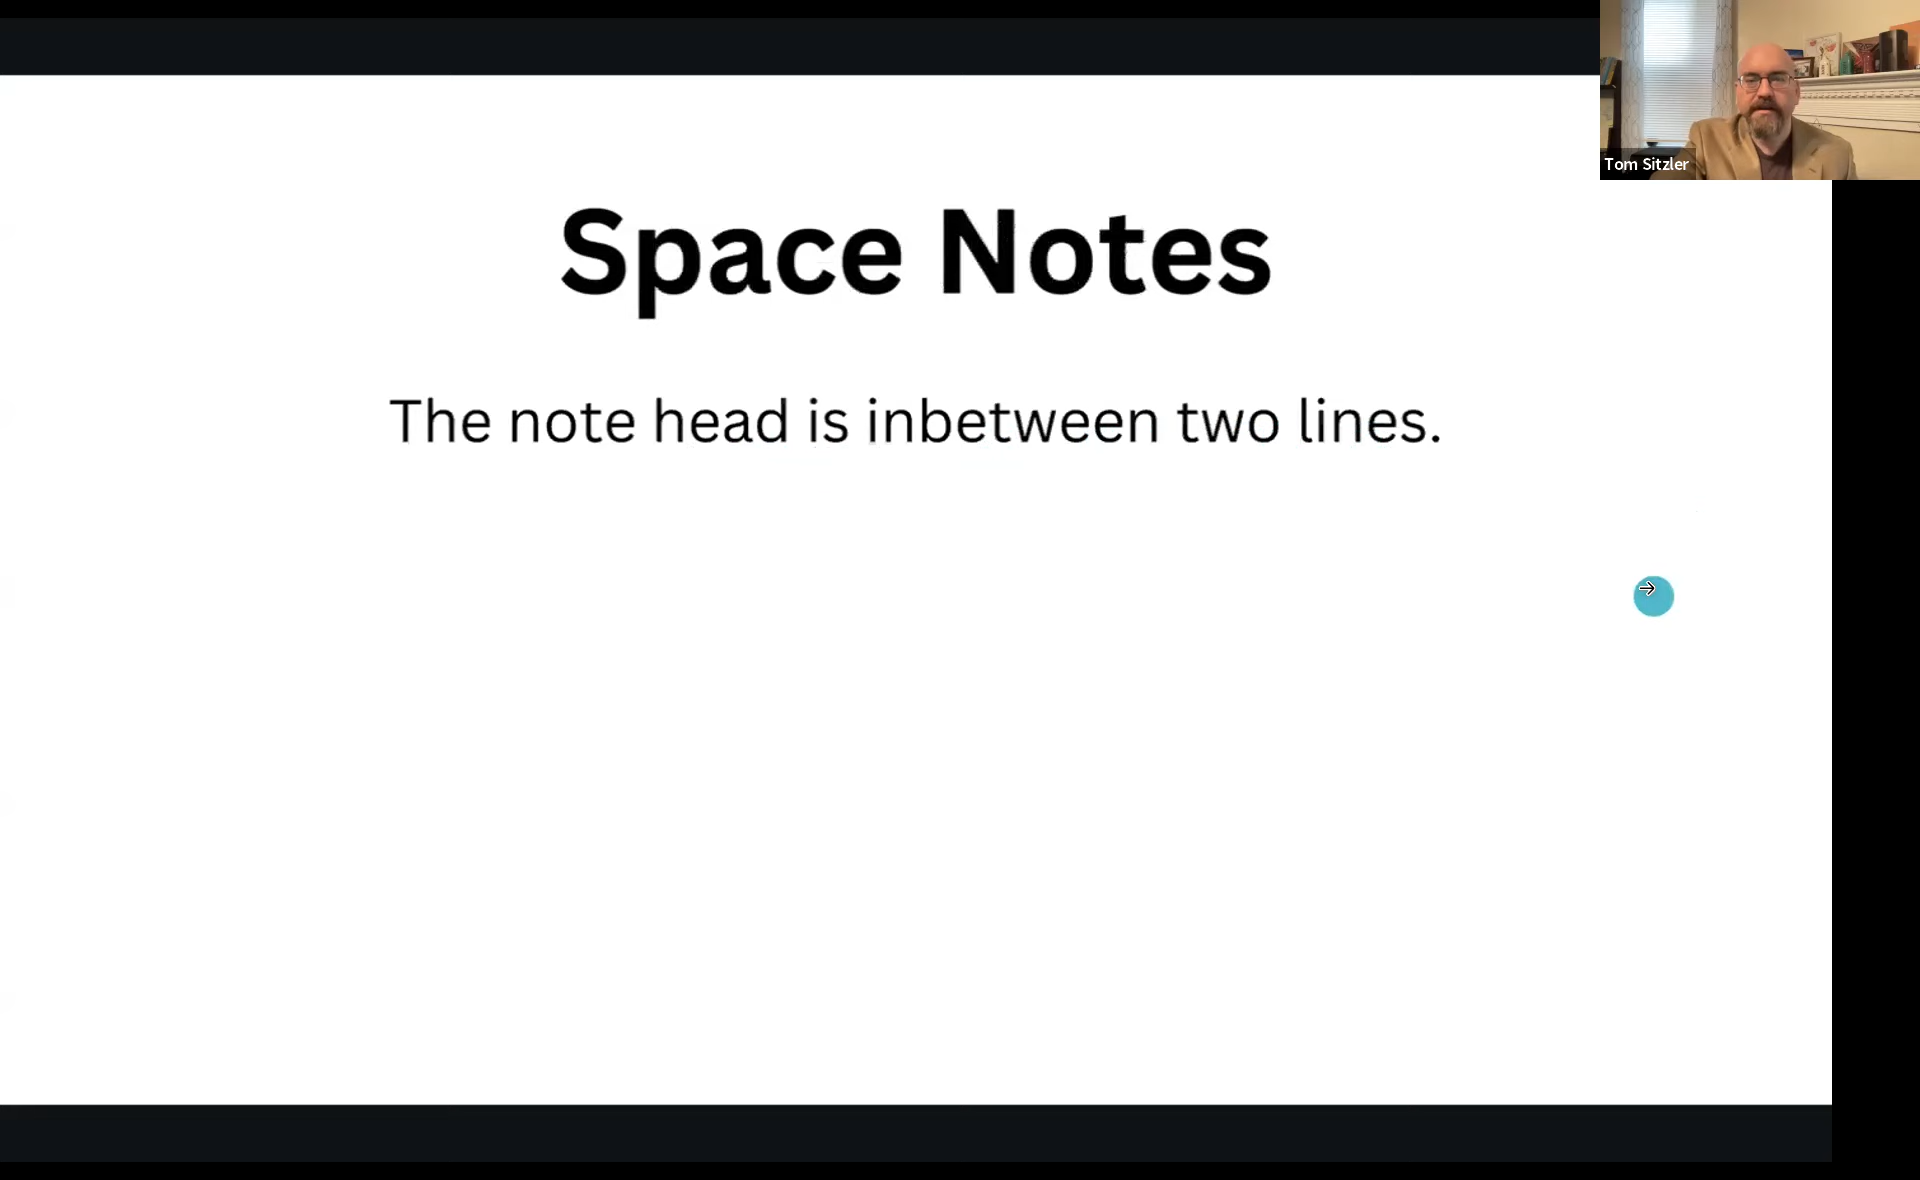 Tom Sitzler
Space Notes
The note head is inbetween two lines.